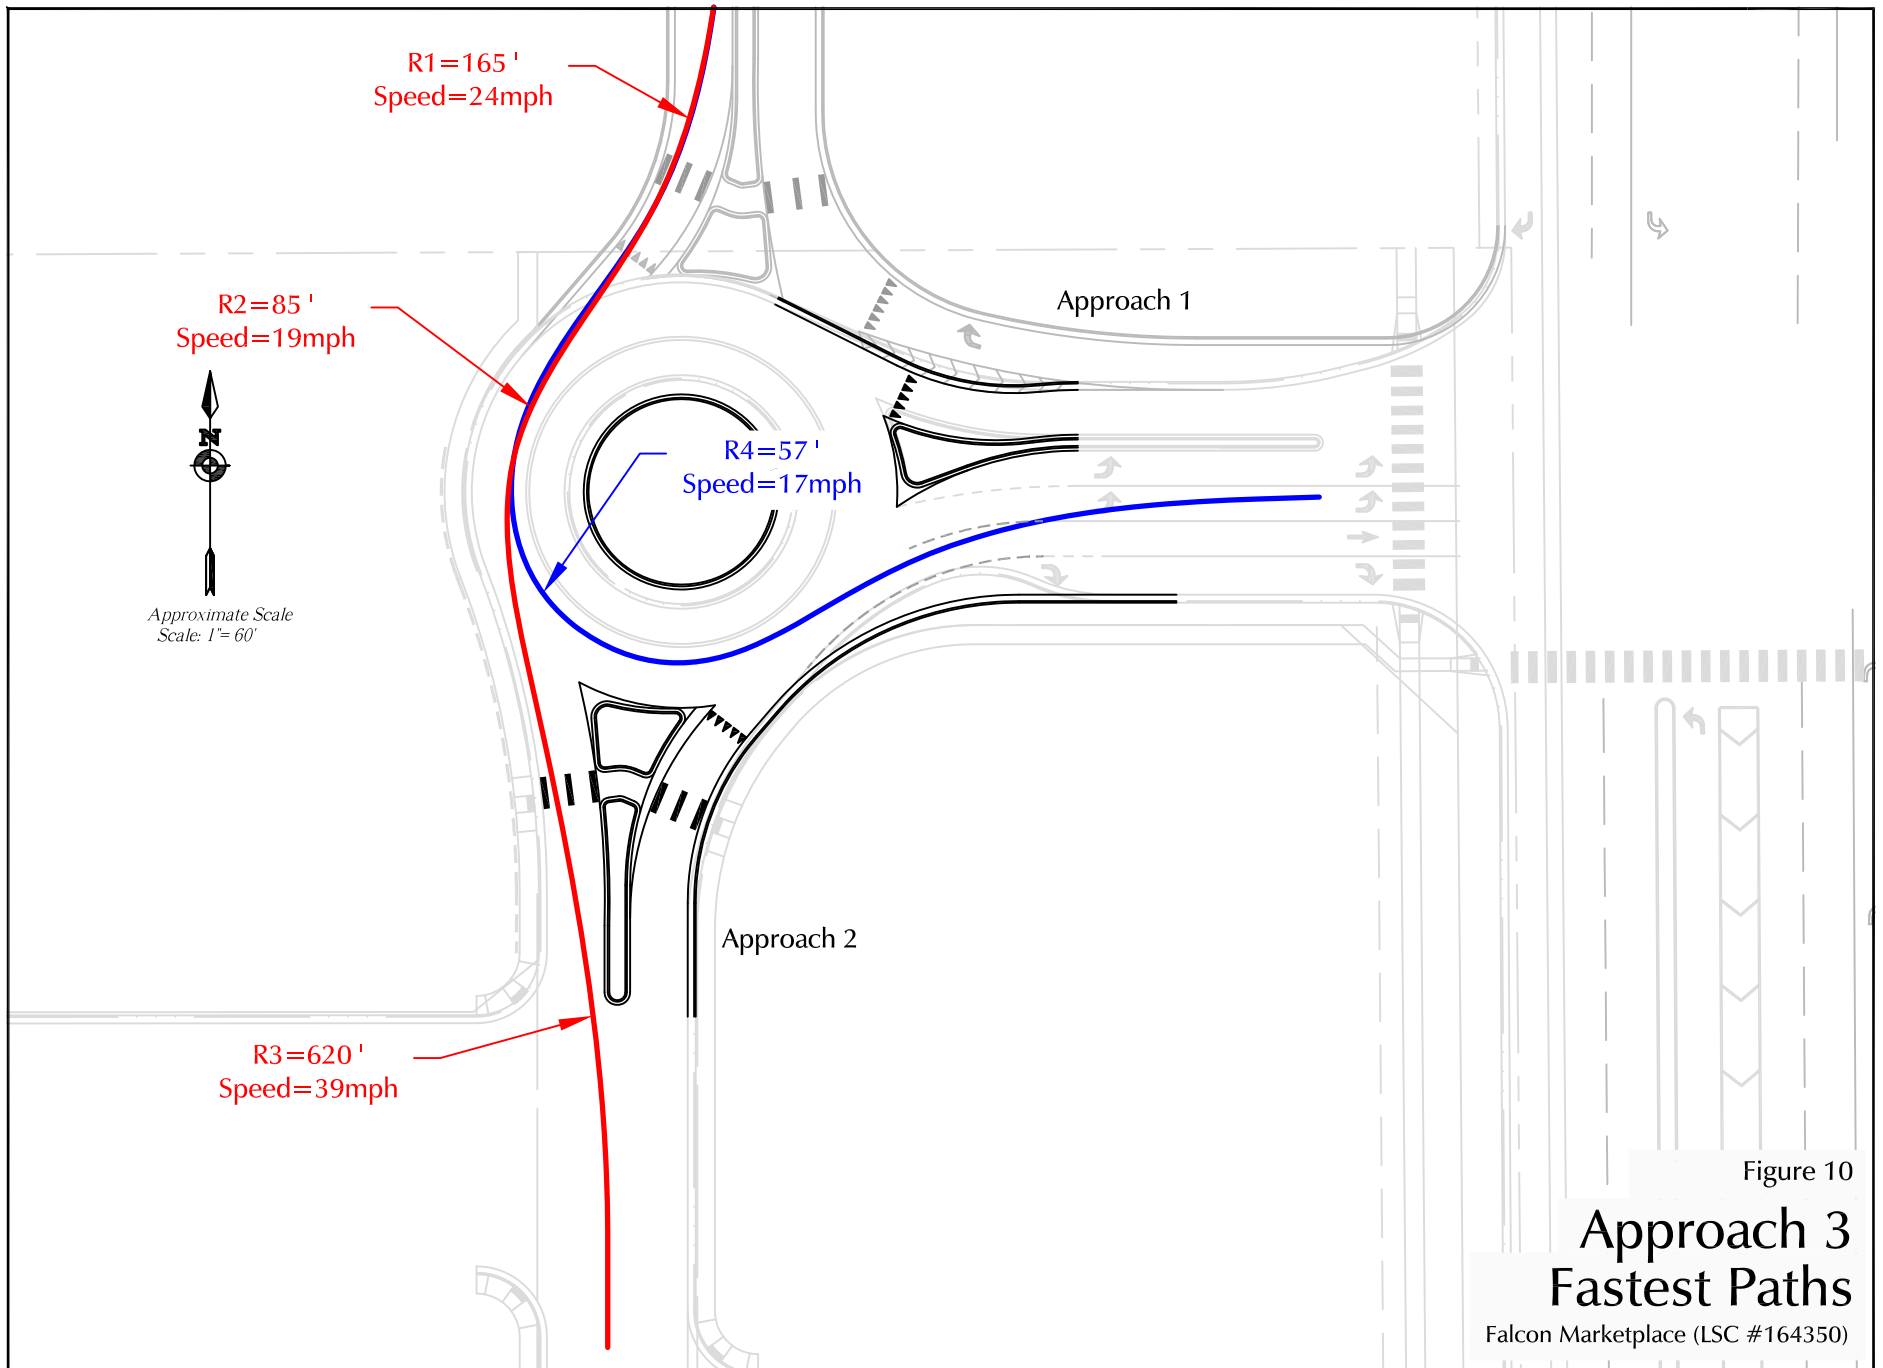 R1=165 '
Speed=24mph
R2=85 '
Speed=19mph
Approach 1
N
R4=57 '
Speed=17mph
Approximate Scale
Scale: 1"= 60'
Approach 2
R3=620 '
Speed=39mph
Figure 10
Approach 3
Fastest Paths
Falcon Marketplace (LSC #164350)